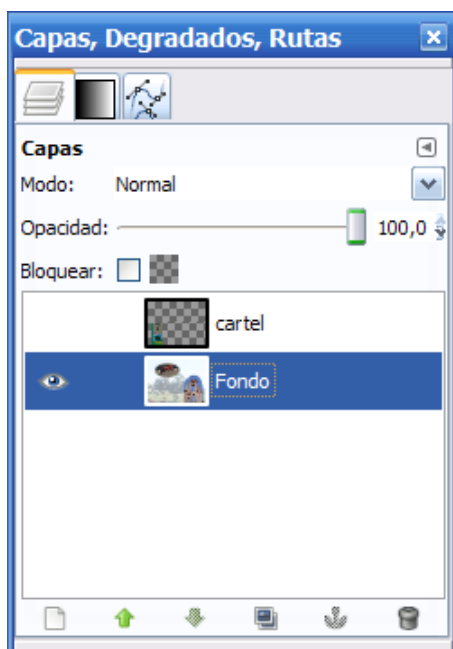 Capas, Degradados, Rutas
Capas
Modo: Normal
Opacidad: 100,0
Bloquear:
cartel
Fondo